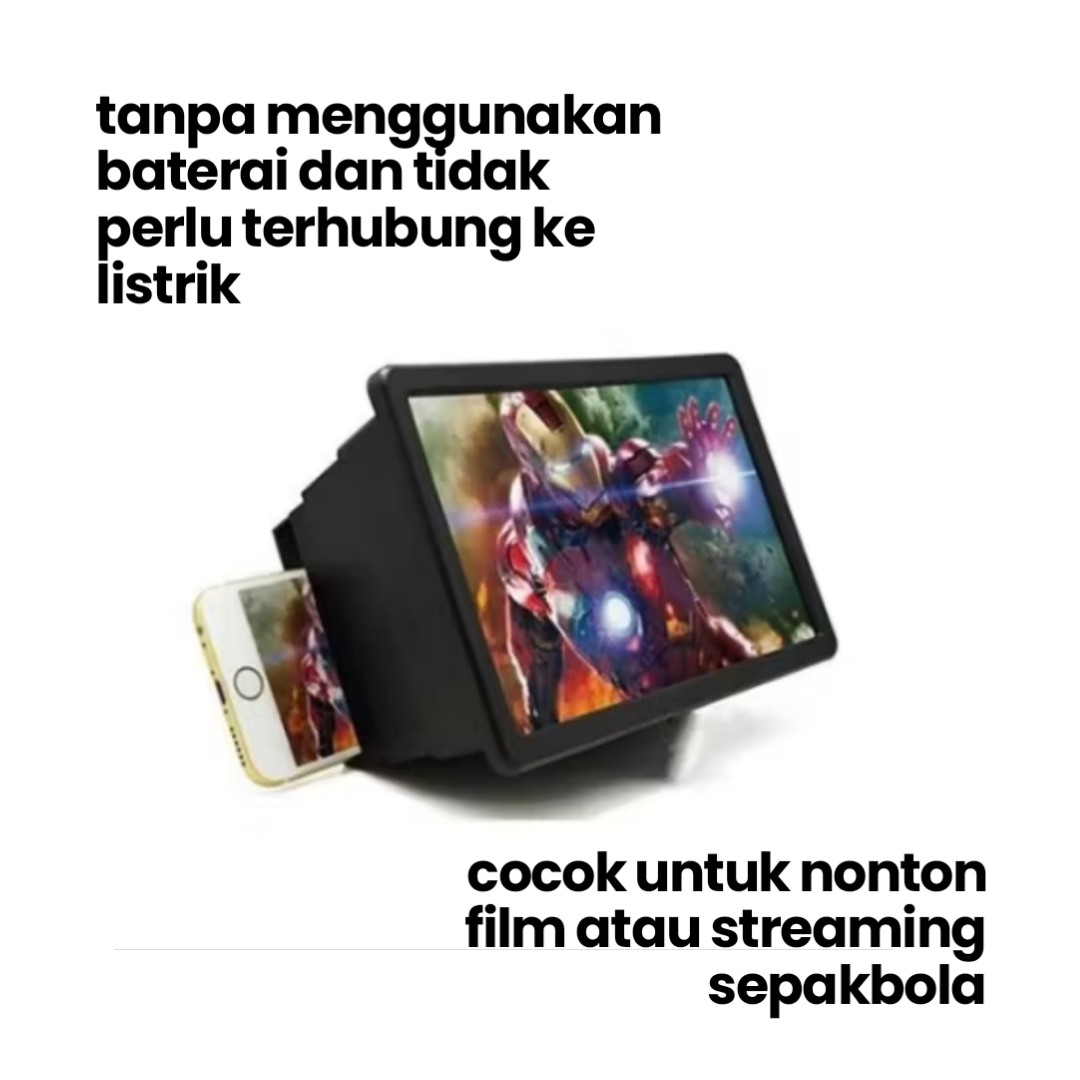 tanpa menggunakan
baterai dan tidak
perlu terhubung ke
listrik
cocok untuk nonton
film atau streaming
sepakbola